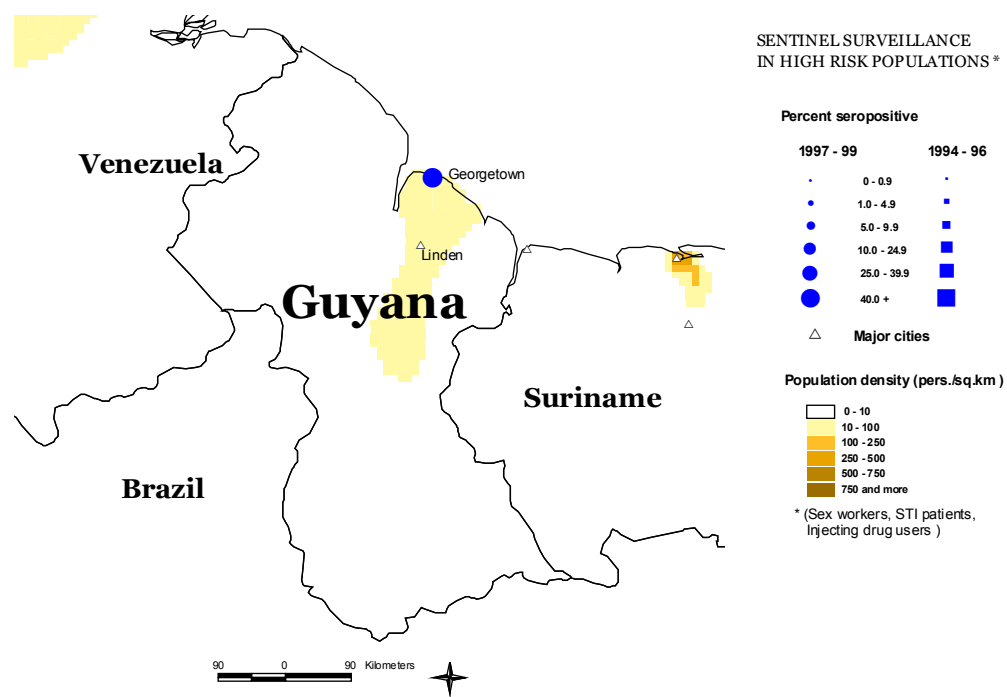 SENTINEL SURVEILLANCE
IN HIGH RISK POPULATIONS *
Percent seropositive
1997 - 99 1994 - 96
0 - 0.9
1.0 - 4.9
5.0 - 9.9
10.0 - 24.9
25.0 - 39.9
40.0 +
Major cities
Population density (pers./sq.km )
0 - 10
10 - 100
100 - 250
250 - 500
500 - 750
750 and more
* (Sex workers, STI patients,
Injecting drug users )
Venezuela
Georgetown
Linden
Guyana
Suriname
Brazil
90 0 90 Kilometers